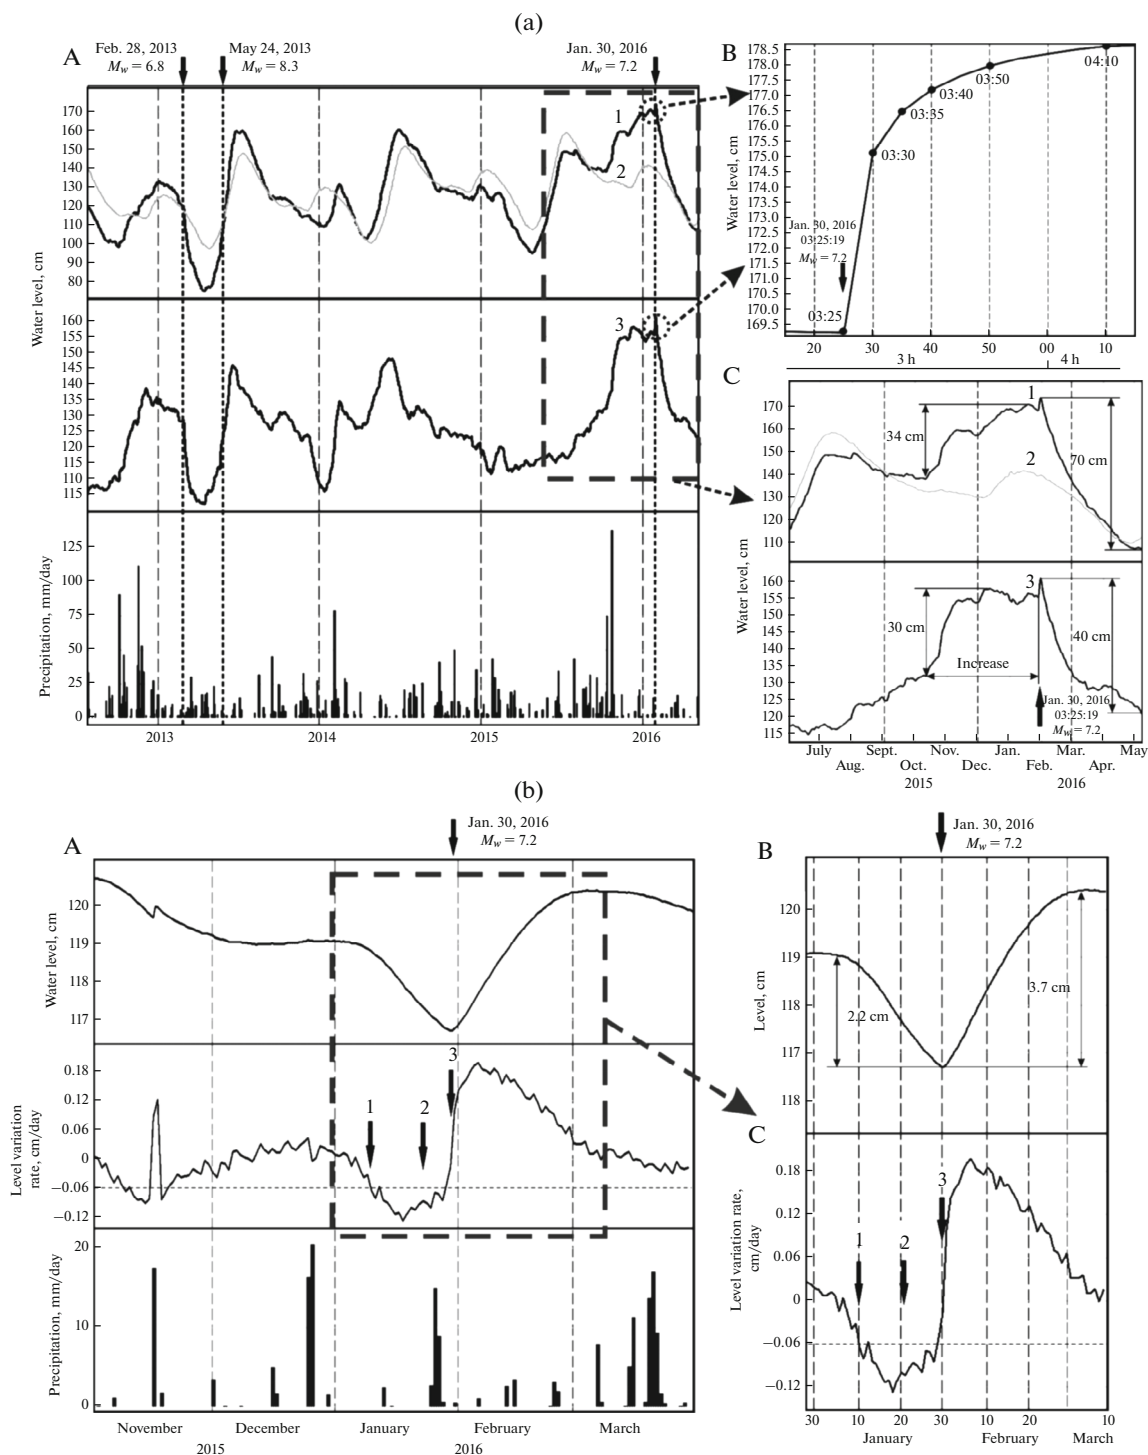 (a)
A
Feb. 28, 2013
Mw = 6.8
May 24, 2013
Mw = 8.3
Jan. 30, 2016
Mw = 7.2
Water level, cm
170
160
150
140
130
120
110
100
90
80
1
2
160
155
150
145
140
135
130
125
120
115
110
115
3
Precipitation, mm/day
125
100
75
50
25
0
2013
2014
2015
2016
B
Water level, cm
178.5
178.0
177.5
177.0
176.5
176.0
175.5
175.0
174.5
174.0
173.5
173.0
172.5
172.0
171.5
171.0
170.5
170.0
169.5
04:10
03:50
03:40
03:35
03:30
Jan. 30, 2016
03:25:19
Mw = 7.2
03:25
20
30
40
50
00
10
3 h
4 h
C
Water level, cm
170
160
150
140
130
120
110
1
34 cm
2
70 cm
160
155
150
145
140
135
130
125
120
115
3
30 cm
40 cm
Increase
Jan. 30, 2016
03:25:19
Mw = 7.2
July
Aug.
Sept.
Oct.
Nov.
Dec.
Jan.
Feb.
Mar.
Apr.
May
2015
2016
(b)
A
Jan. 30, 2016
Mw = 7.2
Water level, cm
120
119
118
117
Level variation
rate, cm/day
0.18
0.12
0.06
0
−0.06
−0.12
1
2
3
Precipitation, mm/day
20
10
0
November
December
January
February
March
2015
2016
B
Jan. 30, 2016
Mw = 7.2
Level, cm
120
119
118
117
118
2.2 cm
3.7 cm
C
Level variation rate,
cm/day
0.18
0.12
0.06
0
−0.06
−0.12
1
2
3
30
10
20
30
10
20
10
January
February
March